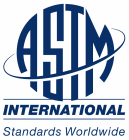 ASTM
INTERNATIONAL
Standards Worldwide